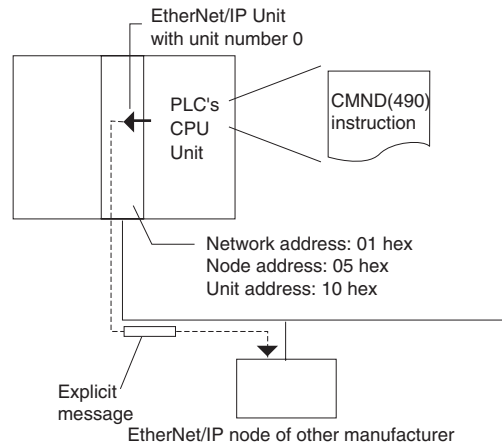 EtherNet/IP Unit
with unit number 0
PLC's
CPU
Unit
CMND(490)
instruction
Network address: 01 hex
Node address: 05 hex
Unit address: 10 hex
Explicit
message
EtherNet/IP node of other manufacturer